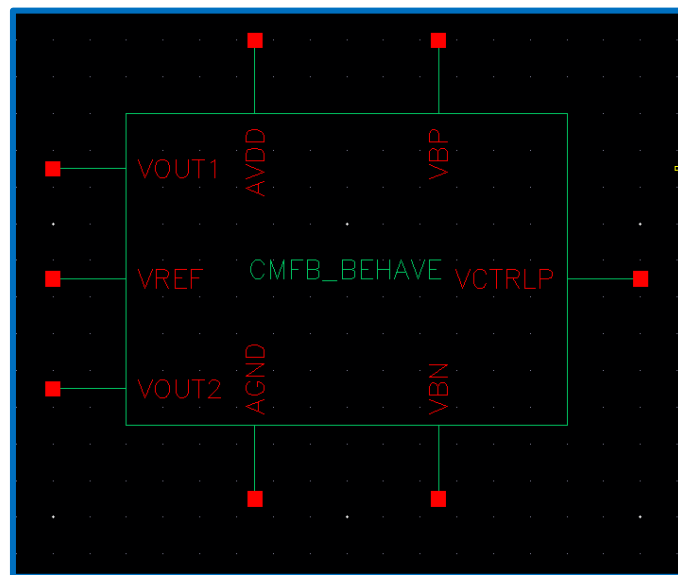 AVDD
VBP
VOUT1
VREF
CMFB_BEHAVE
VCTRLP
VOUT2
AGND
VBN